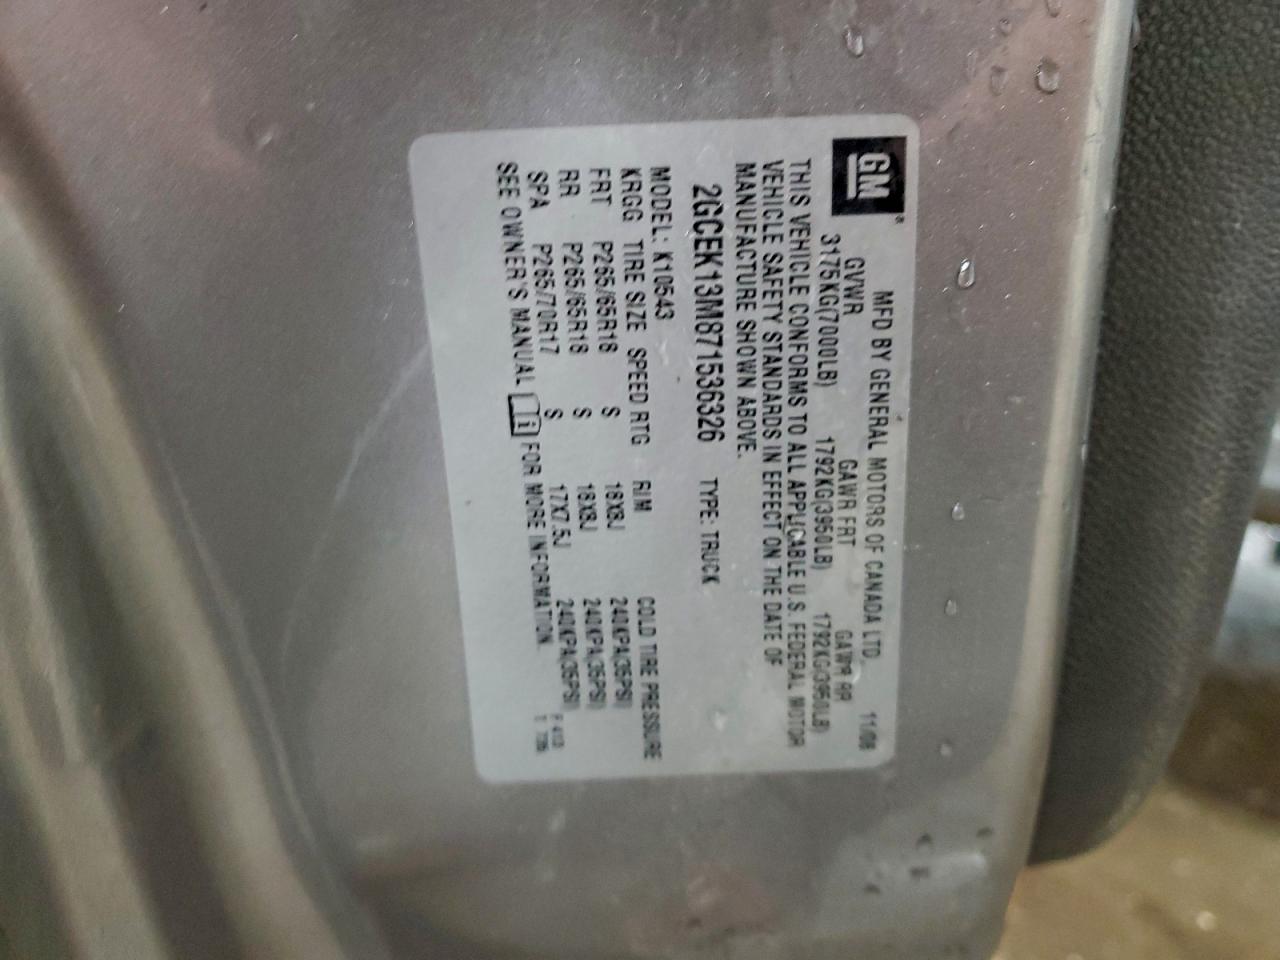 GM
MFD BY GENERAL MOTORS OF CANADA LTD 11/08
GVWR GAWR FRT GAWR RR
3175KG(7000LB) 1792KG(3950LB) 1792KG(3950LB)
THIS VEHICLE CONFORMS TO ALL APPLICABLE U.S. FEDERAL MOTOR
VEHICLE SAFETY STANDARDS IN EFFECT ON THE DATE OF
MANUFACTURE SHOWN ABOVE.
2GCEK13M871536326 TYPE: TRUCK
MODEL: K10543
KRGG TIRE SIZE SPEED RTG RIM COLD TIRE PRESSURE
FRT P265/65R18 S 18X8J 240KPA(35PSI)
RR P265/65R18 S 18X8J 240KPA(35PSI)
SPA P265/70R17 S 17X7.5J 240KPA(35PSI)
SEE OWNER'S MANUAL i FOR MORE INFORMATION.